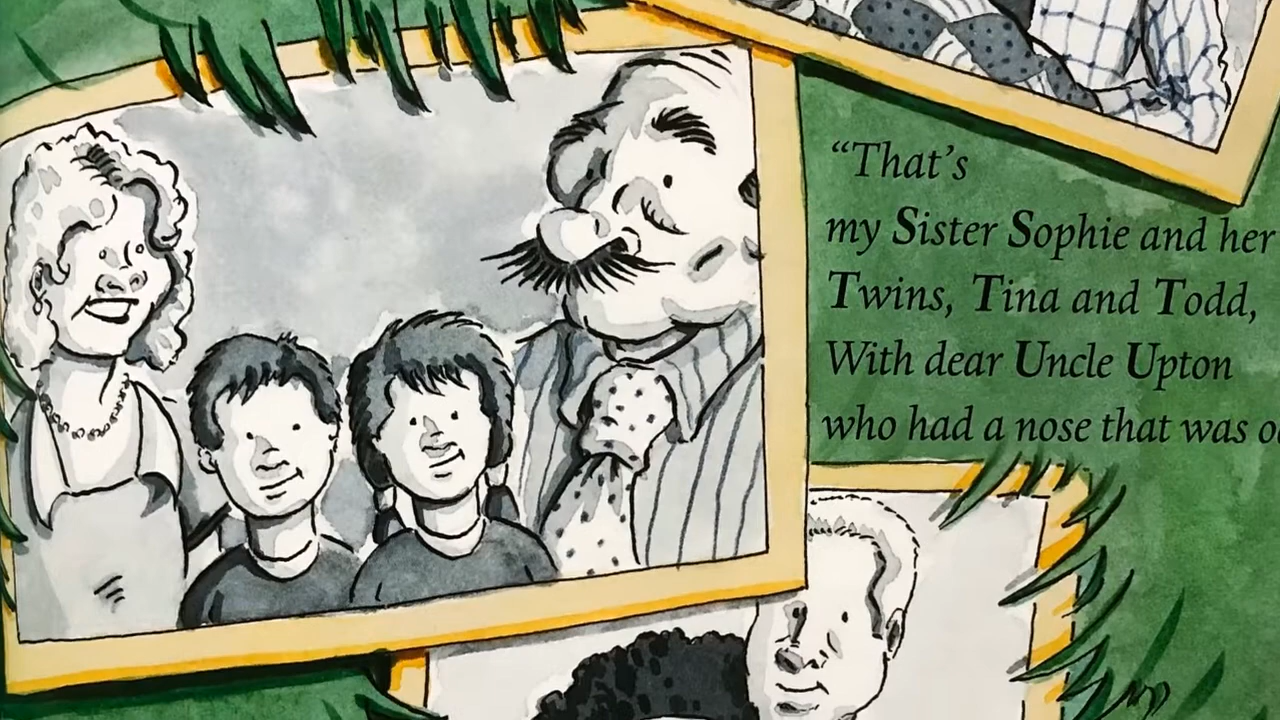 “That’s
my Sister Sophie and her
Twins, Tina and Todd,
With dear Uncle Upton
who had a nose that was